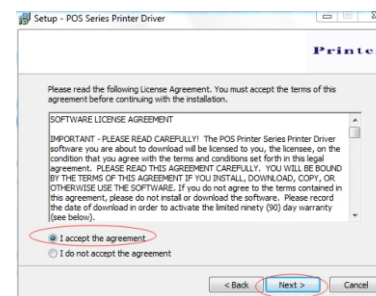 Setup - POS Series Printer Driver
Printe
Please read the following License Agreement. You must accept the terms of this
agreement before continuing with the installation.
SOFTWARE LICENSE AGREEMENT
IMPORTANT - PLEASE READ CAREFULLY! The POS Printer Series Printer Driver
software you are about to download will be licensed to you, the licensee, on the
condition that you agree with the terms and conditions set forth in this legal
agreement. PLEASE READ THIS AGREEMENT CAREFULLY. YOU WILL BE BOUND
BY THE TERMS OF THIS AGREEMENT IF YOU INSTALL, DOWNLOAD, COPY, OR
OTHERWISE USE THE SOFTWARE. If you do not agree to the terms contained in
this agreement, please do not install or download the software. Please record
the date of download in order to activate the limited ninety (90) day warranty
(see below).
I accept the agreement
I do not accept the agreement
< Back
Next >
Cancel